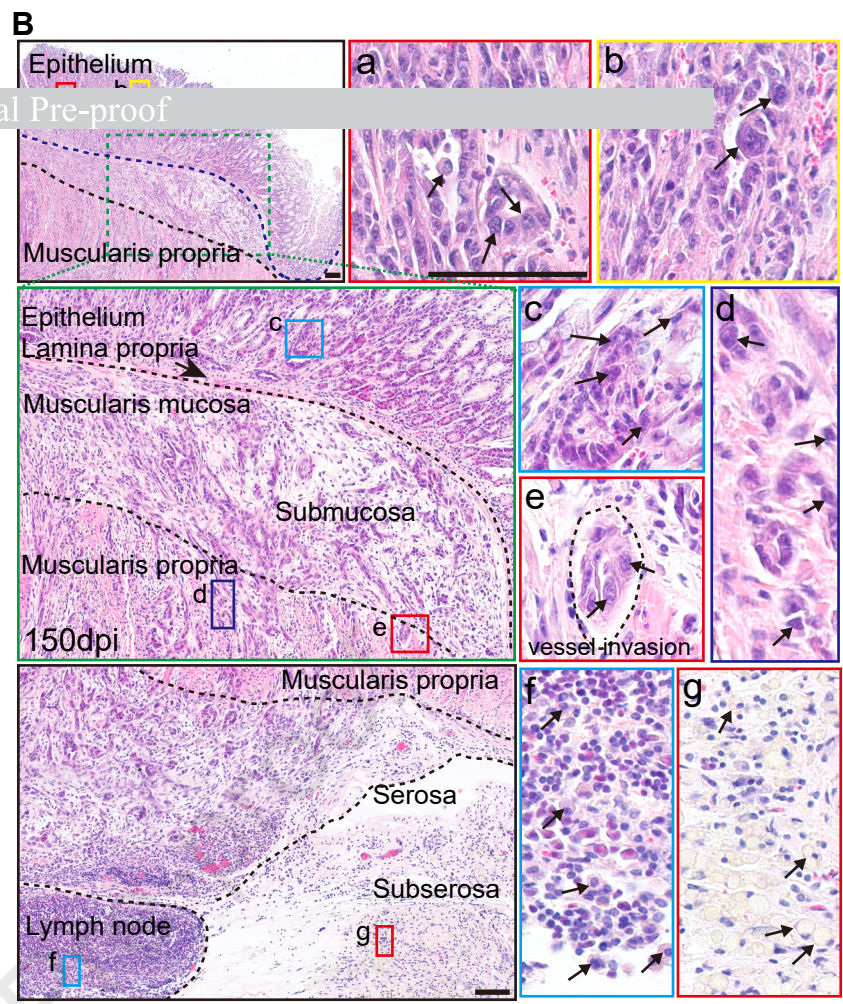 B
Epithelium
al Pre-proof
Muscularis propria
a
b
Epithelium
Lamina propria
c
Muscularis mucosa
Submucosa
Muscularis propria
d
e
150dpi
c
d
e
vessel-invasion
Muscularis propria
Serosa
Subserosa
Lymph node
f
g
f
g